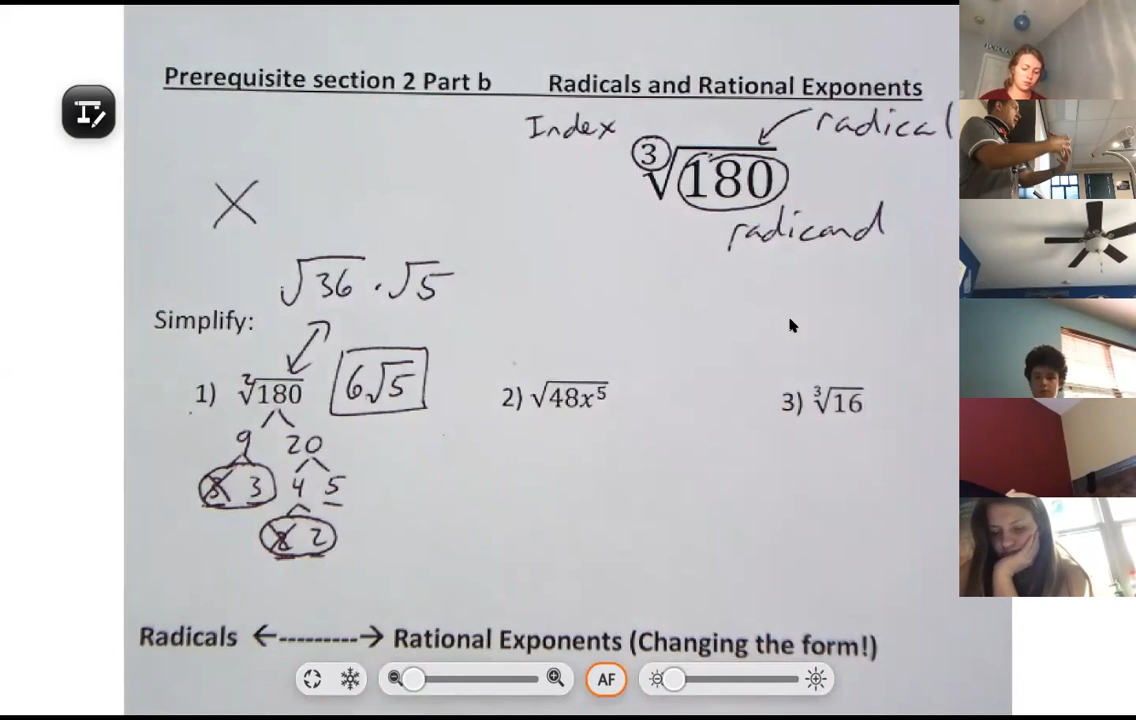 Prerequisite section 2 Part b Radicals and Rational Exponents
Index radical
∛180
radicand
X
√36 · √5
Simplify:
1) ²√180 6√5 2) √48x⁵ 3) ∛16
9 20
3 3 4 5
2 2
Radicals <---------> Rational Exponents (Changing the form!)
AF